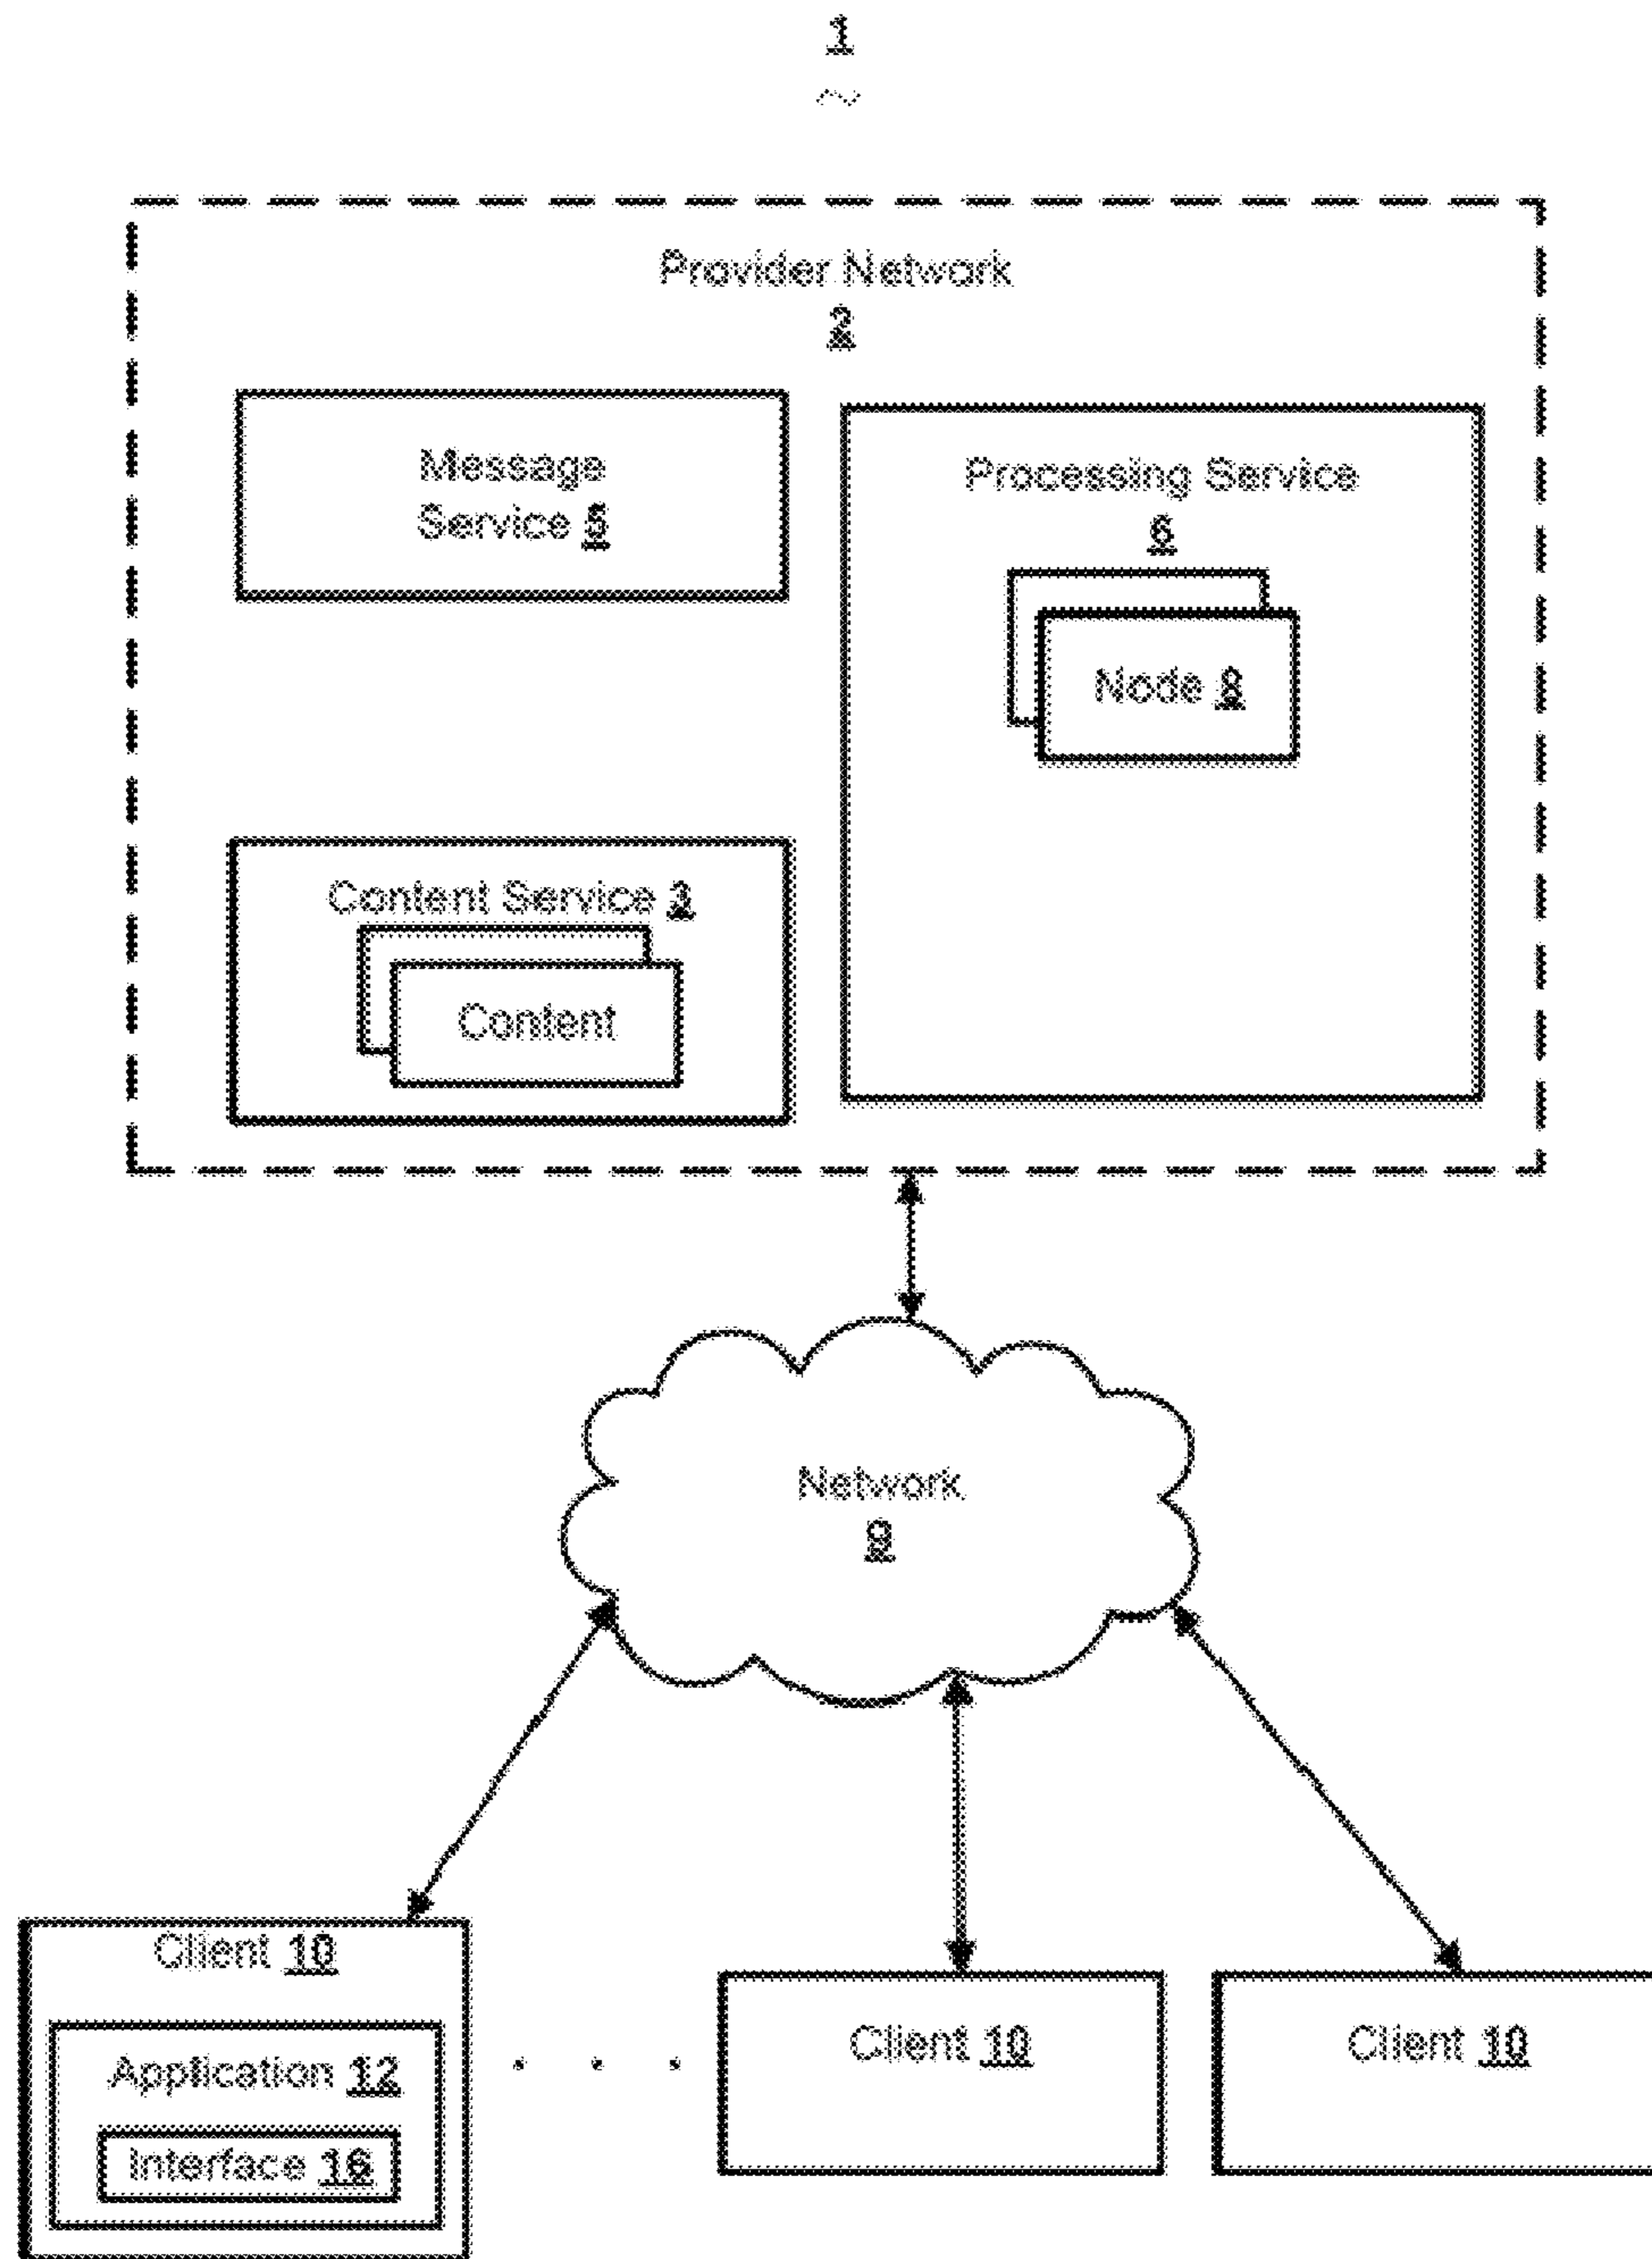 1
Provider Network
2
Message
Service 5
Processing Service
6
Node 8
Content Service 3
Content
Network
9
Client 10
Application 12
Interface 16
Client 10
Client 10